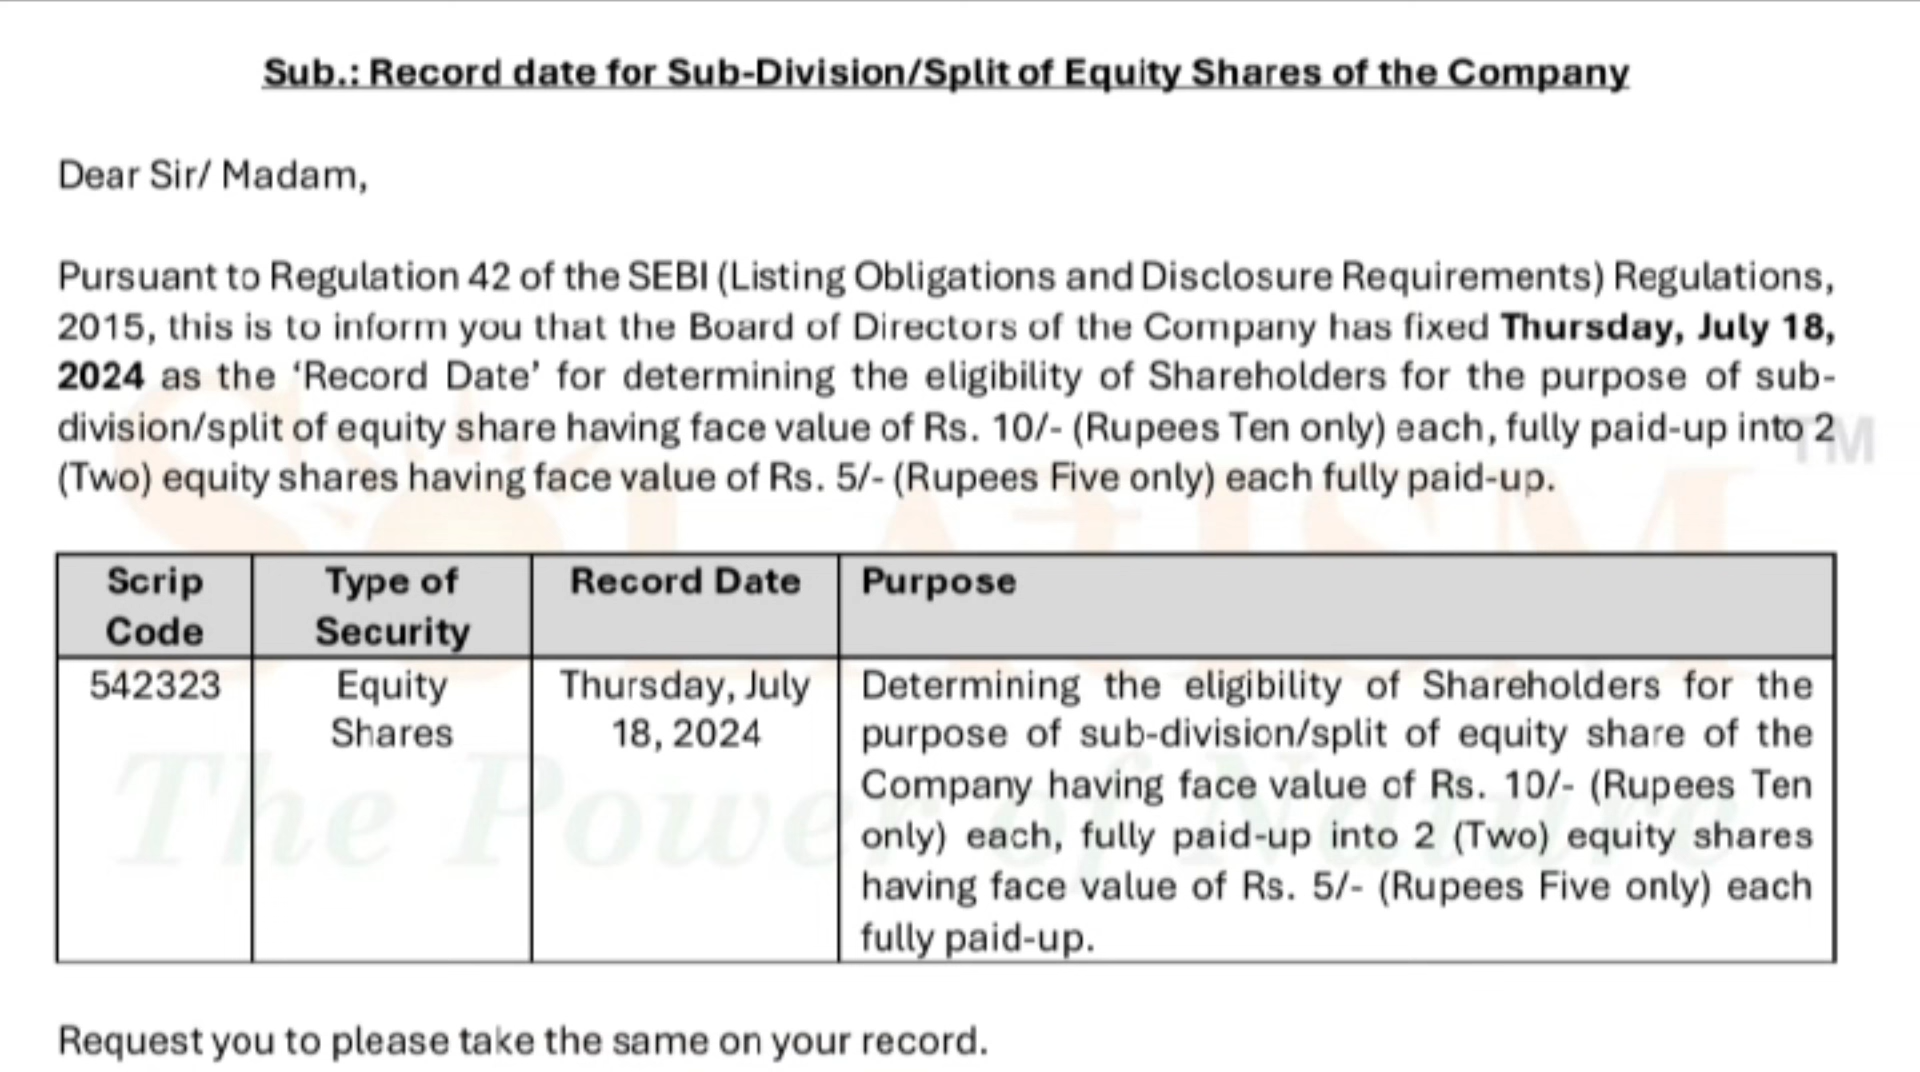 Sub.: Record date for Sub-Division/Split of Equity Shares of the Company
Dear Sir/ Madam,
Pursuant to Regulation 42 of the SEBI (Listing Obligations and Disclosure Requirements) Regulations,
2015, this is to inform you that the Board of Directors of the Company has fixed Thursday, July 18,
2024 as the ‘Record Date’ for determining the eligibility of Shareholders for the purpose of sub-
division/split of equity share having face value of Rs. 10/- (Rupees Ten only) each, fully paid-up into 2
(Two) equity shares having face value of Rs. 5/- (Rupees Five only) each fully paid-up.
TM
Scrip
Code
Type of
Security
Record Date
Purpose
542323
Equity
Shares
Thursday, July
18, 2024
Determining the eligibility of Shareholders for the
purpose of sub-division/split of equity share of the
Company having face value of Rs. 10/- (Rupees Ten
only) each, fully paid-up into 2 (Two) equity shares
having face value of Rs. 5/- (Rupees Five only) each
fully paid-up.
The Power of Nature
Request you to please take the same on your record.